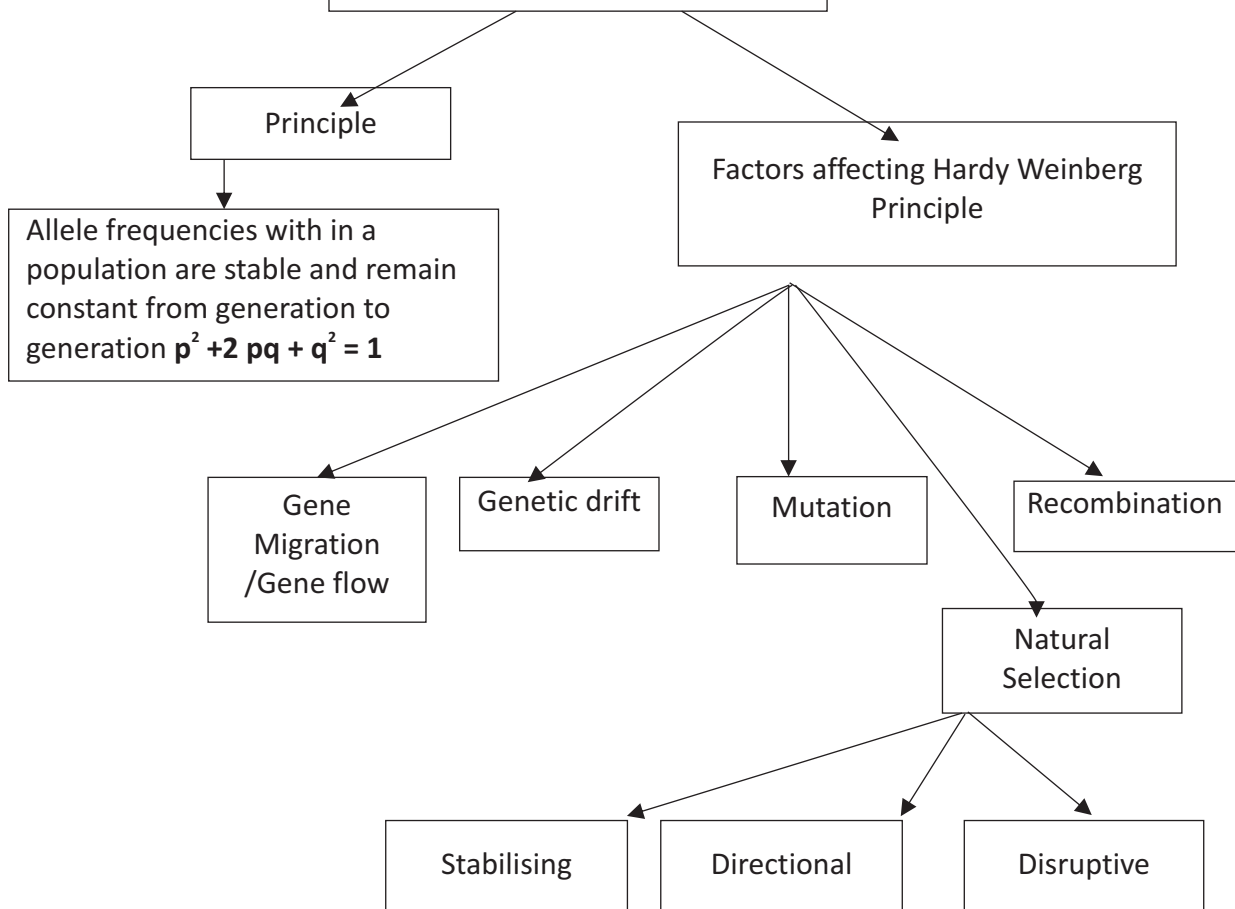 Principle
Factors affecting Hardy Weinberg
Principle
Allele frequencies with in a
population are stable and remain
constant from generation to
generation p² +2 pq + q² = 1
Gene
Migration
/Gene flow
Genetic drift
Mutation
Recombination
Natural
Selection
Stabilising
Directional
Disruptive